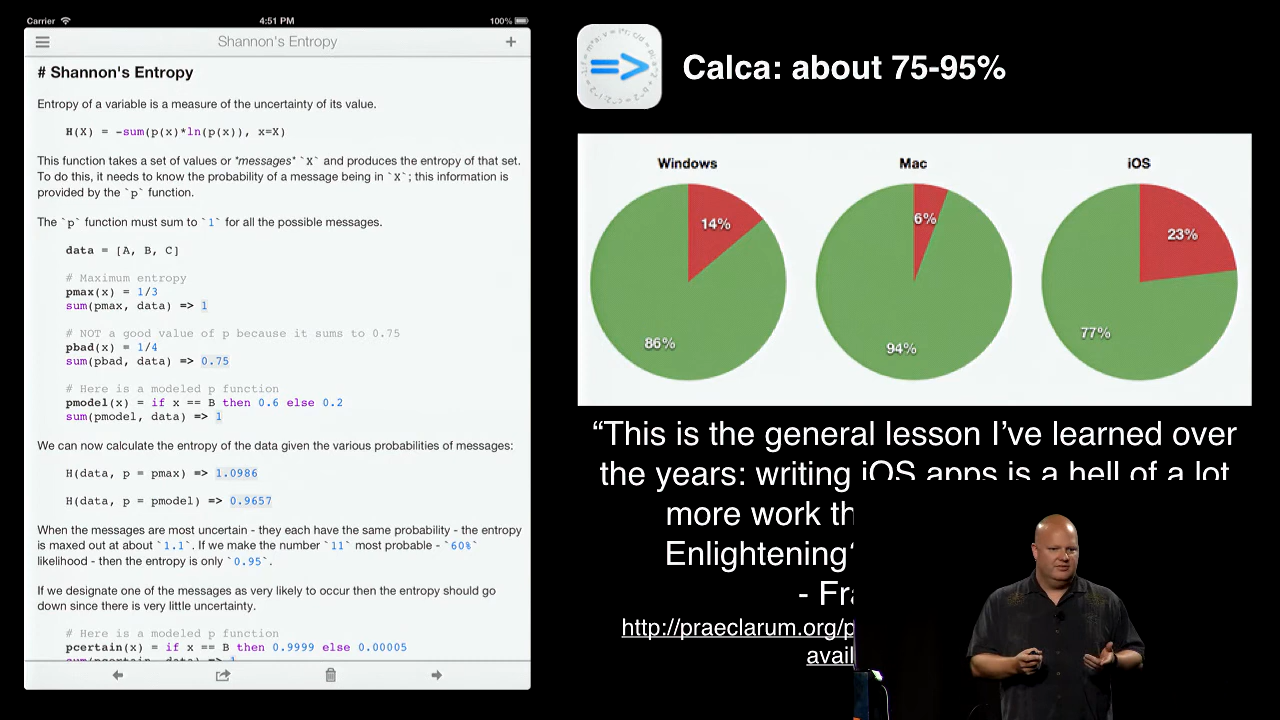 Carrier 4:51 PM 100%
Shannon's Entropy +
# Shannon's Entropy
Entropy of a variable is a measure of the uncertainty of its value.
H(X) = -sum(p(x)*ln(p(x)), x=X)
This function takes a set of values or *messages* `X` and produces the entropy of that set.
To do this, it needs to know the probability of a message being in `X`; this information is
provided by the `p` function.
The `p` function must sum to `1` for all the possible messages.
data = [A, B, C]
# Maximum entropy
pmax(x) = 1/3
sum(pmax, data) => 1
# NOT a good value of p because it sums to 0.75
pbad(x) = 1/4
sum(pbad, data) => 0.75
# Here is a modeled p function
pmodel(x) = if x == B then 0.6 else 0.2
sum(pmodel, data) => 1
We can now calculate the entropy of the data given the various probabilities of messages:
H(data, p = pmax) => 1.0986
H(data, p = pmodel) => 0.9657
When the messages are most uncertain - they each have the same probability - the entropy
is maxed out at about `1.1`. If we make the number `11` most probable - `60%`
likelihood - then the entropy is only `0.95`.
If we designate one of the messages as very likely to occur then the entropy should go
down since there is very little uncertainty.
# Here is a modeled p function
pcertain(x) = if x == B then 0.9999 else 0.00005
sum(pcertain, data) => 1
=>
Calca: about 75-95%
Windows
14%
86%
Mac
6%
94%
iOS
23%
77%
“This is the general lesson I’ve learned over
the years: writing iOS apps is a hell of a lot
more work th
Enlightening
- Fra
http://praeclarum.org/p
avail